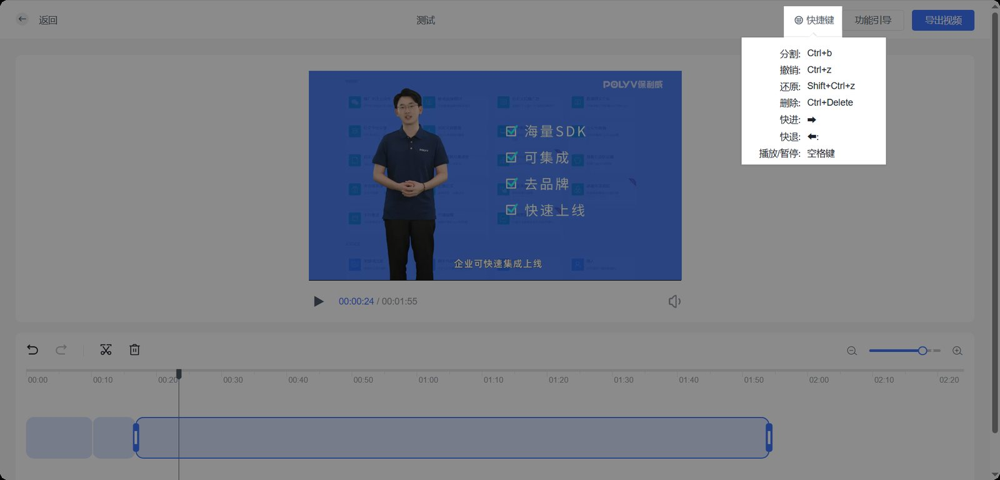 返回
测试
快捷键
功能引导
导出视频
分割: Ctrl+b
撤销: Ctrl+z
还原: Shift+Ctrl+z
删除: Ctrl+Delete
快进: ➡
快退: ⬅:
播放/暂停: 空格键
POLYV保利威
海量SDK
可集成
去品牌
快速上线
POLYV
企业可快速集成上线
00:00:24 / 00:01:55
00:00 00:10 00:20 00:30 00:40 00:50 01:00 01:10 01:20 01:30 01:40 01:50 02:00 02:10 02:20